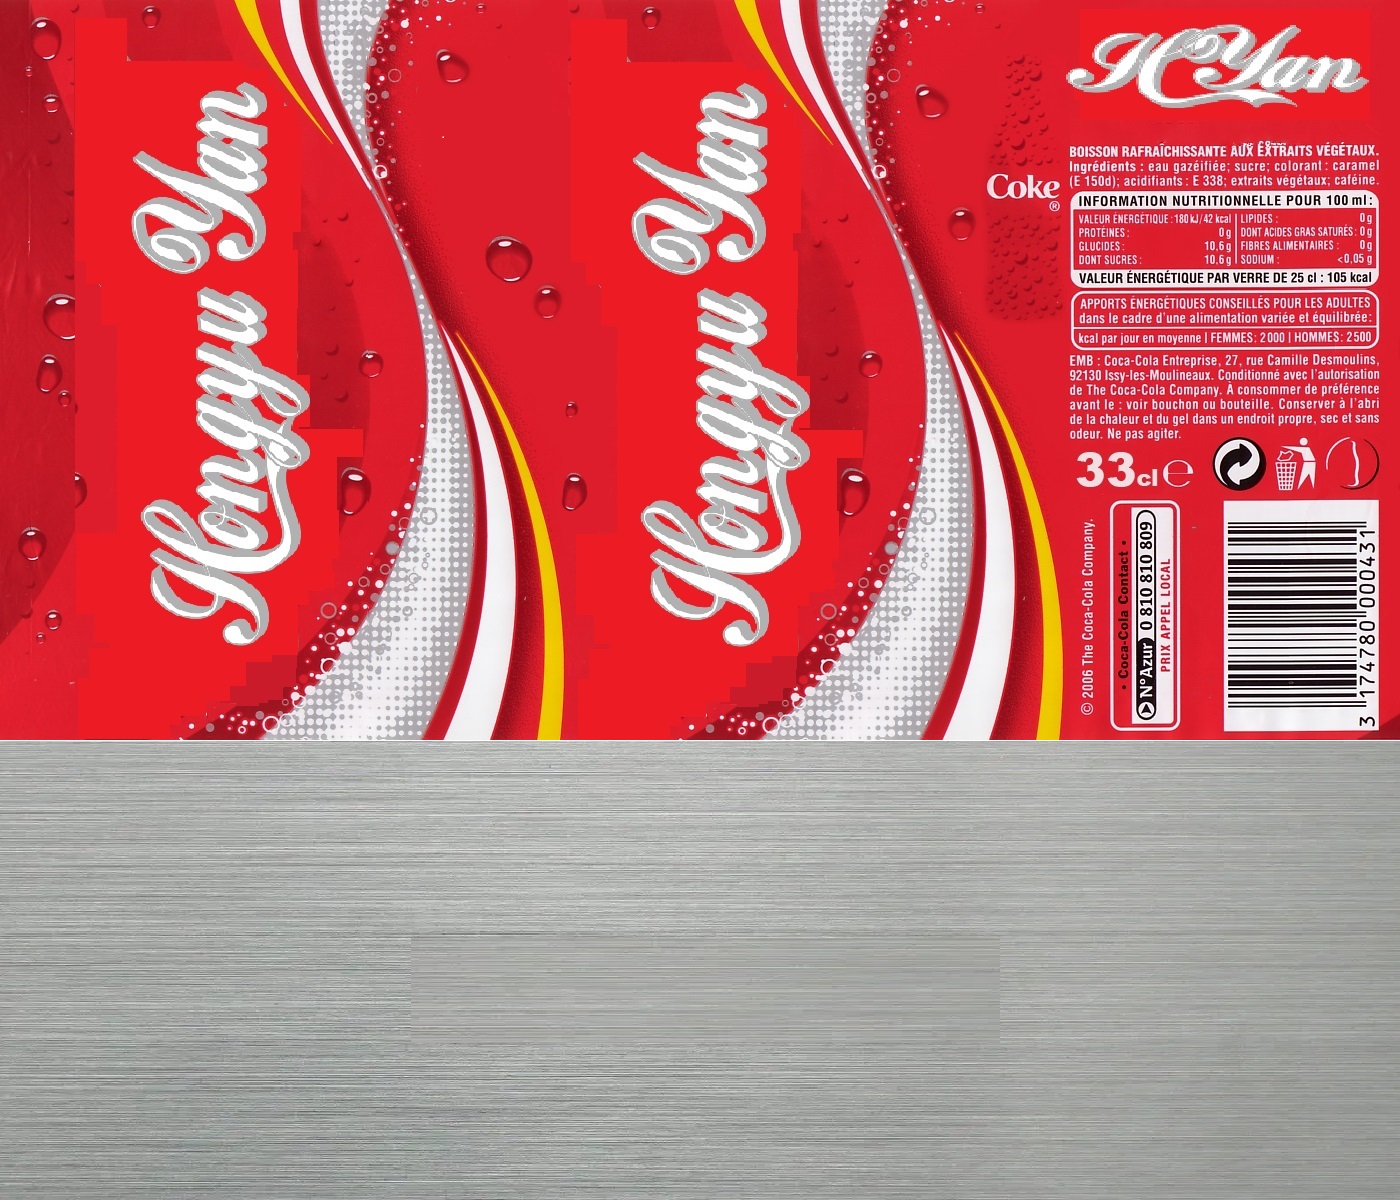 Hongyu Yan
Hongyu Yan
Coke
®
HYan
BOISSON RAFRAÎCHISSANTE AUX EXTRAITS VÉGÉTAUX.
Ingrédients : eau gazéifiée; sucre; colorant : caramel
(E 150d); acidifiants : E 338; extraits végétaux; caféine.
INFORMATION NUTRITIONNELLE POUR 100 ml :
VALEUR ÉNERGÉTIQUE : 180 kJ/42 kcal
PROTÉINES : 0 g
GLUCIDES : 10,6 g
DONT SUCRES : 10,6 g
LIPIDES : 0 g
DONT ACIDES GRAS SATURÉS : 0 g
FIBRES ALIMENTAIRES : 0 g
SODIUM : <0,05 g
VALEUR ÉNERGÉTIQUE PAR VERRE DE 25 cl : 105 kcal
APPORTS ÉNERGÉTIQUES CONSEILLÉS POUR LES ADULTES
dans le cadre d'une alimentation variée et équilibrée:
kcal par jour en moyenne | FEMMES: 2000 | HOMMES: 2500
EMB : Coca-Cola Entreprise, 27, rue Camille Desmoulins,
92130 Issy-les-Moulineaux. Conditionné avec l'autorisation
de The Coca-Cola Company. À consommer de préférence
avant le : voir bouchon ou bouteille. Conserver à l'abri
de la chaleur et du gel dans un endroit propre, sec et sans
odeur. Ne pas agiter.
33cl e
© 2006 The Coca-Cola Company.
• Coca-Cola Contact •
N°Azur 0 810 810 809
PRIX APPEL LOCAL
3 174780 000431